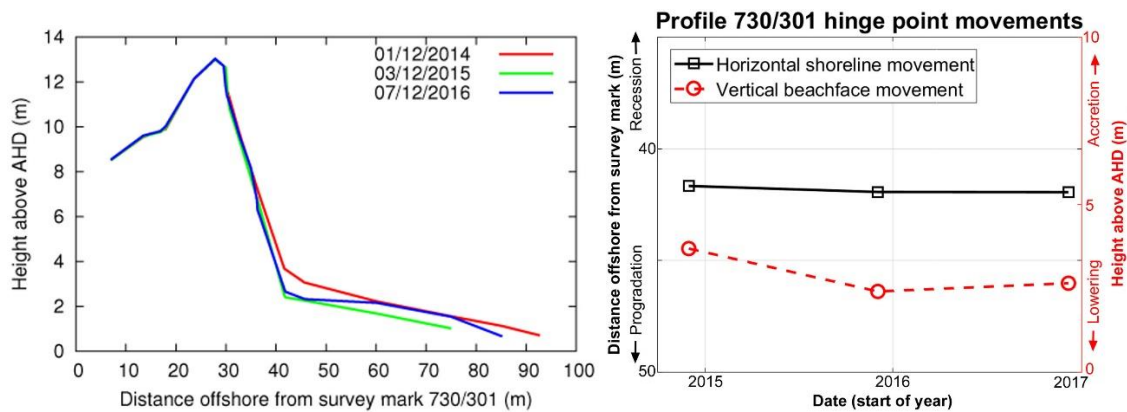 14
12
10
8
6
4
2
0
0 10 20 30 40 50 60 70 80 90 100
Height above AHD (m)
Distance offshore from survey mark 730/301 (m)
01/12/2014
03/12/2015
07/12/2016
Profile 730/301 hinge point movements
Horizontal shoreline movement
Vertical beachface movement
Distance offshore from survey mark (m)
Recession
Progradation
40
50
2015 2016 2017
Date (start of year)
10
5
0
Accretion
Lowering
Height above AHD (m)